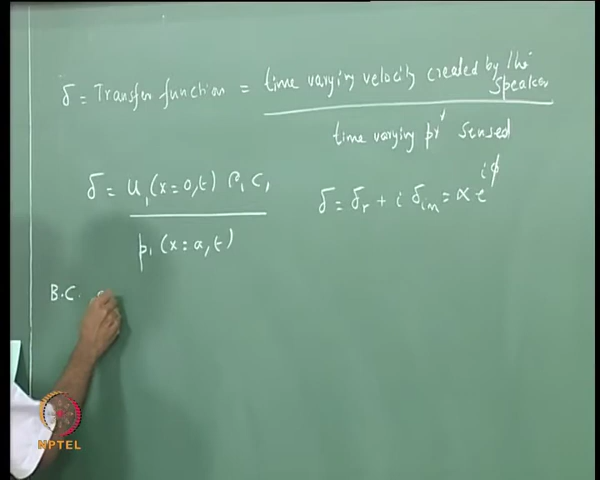 δ = Transfer function = time varying velocity created by the speaker
time varying pr sensed
δ = u₁(x=0,t) ρ₁ c₁
p₁(x=a,t)
δ = δr + i δim = α e^{iφ}
B.C.
NPTEL